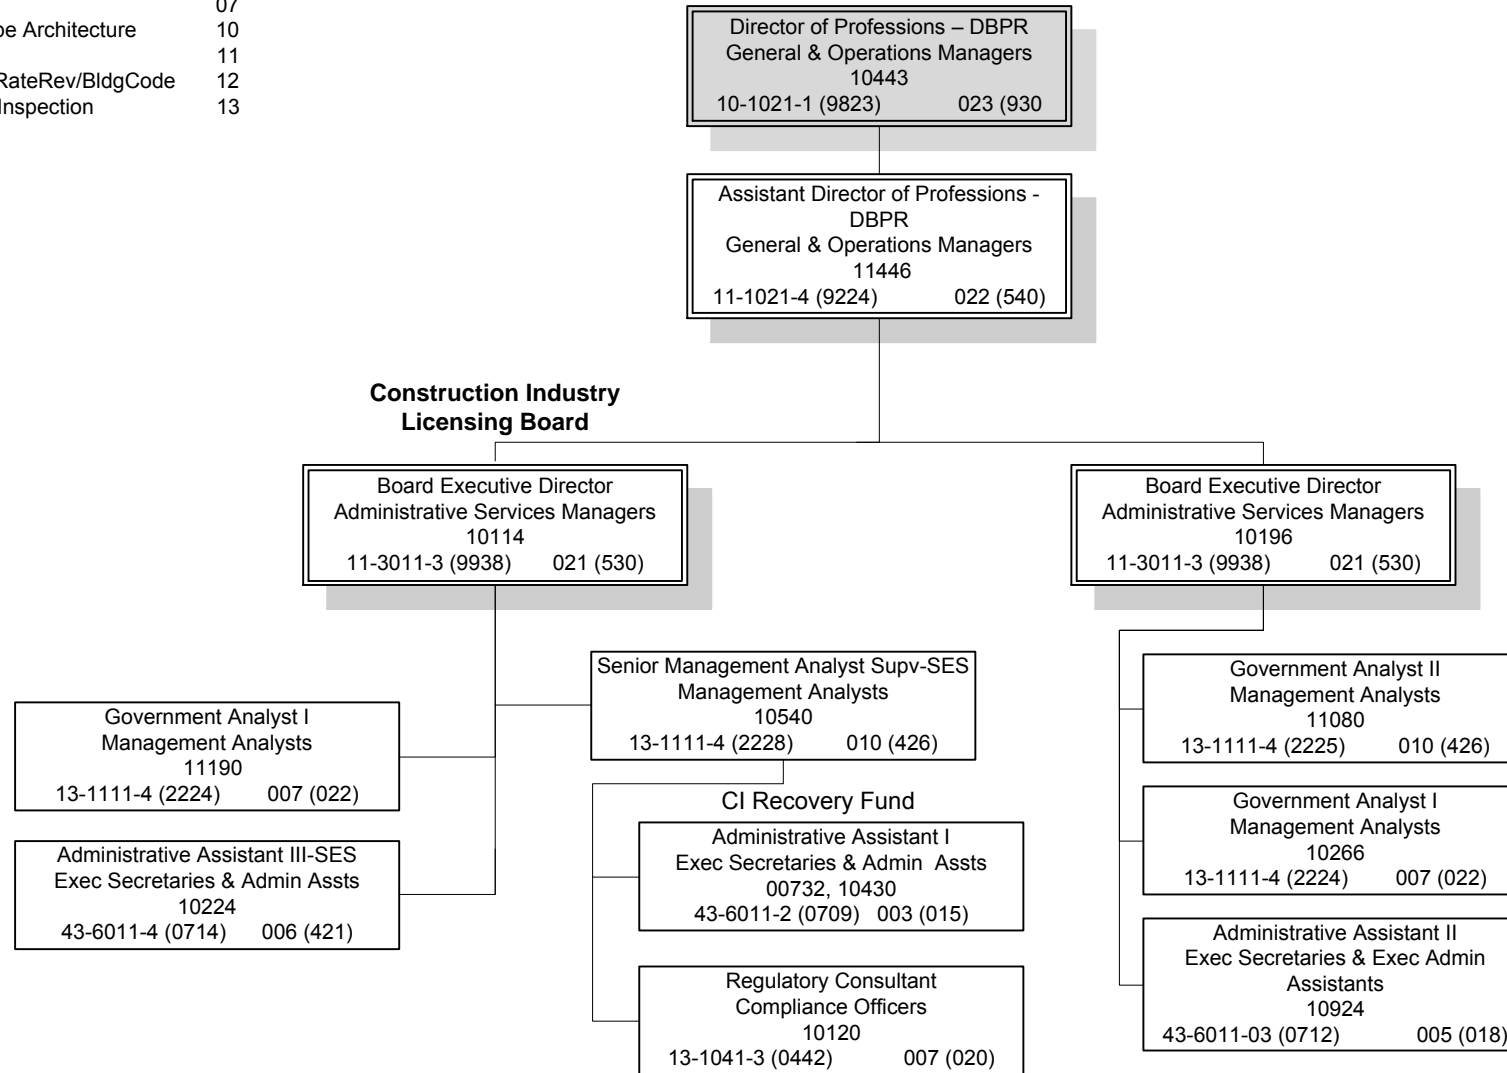 07
pe Architecture 10
11
RateRev/BldgCode 12
Inspection 13
Director of Professions – DBPR
General & Operations Managers
10443
10-1021-1 (9823) 023 (930
Assistant Director of Professions -
DBPR
General & Operations Managers
11446
11-1021-4 (9224) 022 (540)
Construction Industry
Licensing Board
Board Executive Director
Administrative Services Managers
10114
11-3011-3 (9938) 021 (530)
Board Executive Director
Administrative Services Managers
10196
11-3011-3 (9938) 021 (530)
Government Analyst I
Management Analysts
11190
13-1111-4 (2224) 007 (022)
Administrative Assistant III-SES
Exec Secretaries & Admin Assts
10224
43-6011-4 (0714) 006 (421)
Senior Management Analyst Supv-SES
Management Analysts
10540
13-1111-4 (2228) 010 (426)
CI Recovery Fund
Administrative Assistant I
Exec Secretaries & Admin Assts
00732, 10430
43-6011-2 (0709) 003 (015)
Regulatory Consultant
Compliance Officers
10120
13-1041-3 (0442) 007 (020)
Government Analyst II
Management Analysts
11080
13-1111-4 (2225) 010 (426)
Government Analyst I
Management Analysts
10266
13-1111-4 (2224) 007 (022)
Administrative Assistant II
Exec Secretaries & Exec Admin
Assistants
10924
43-6011-03 (0712) 005 (018)